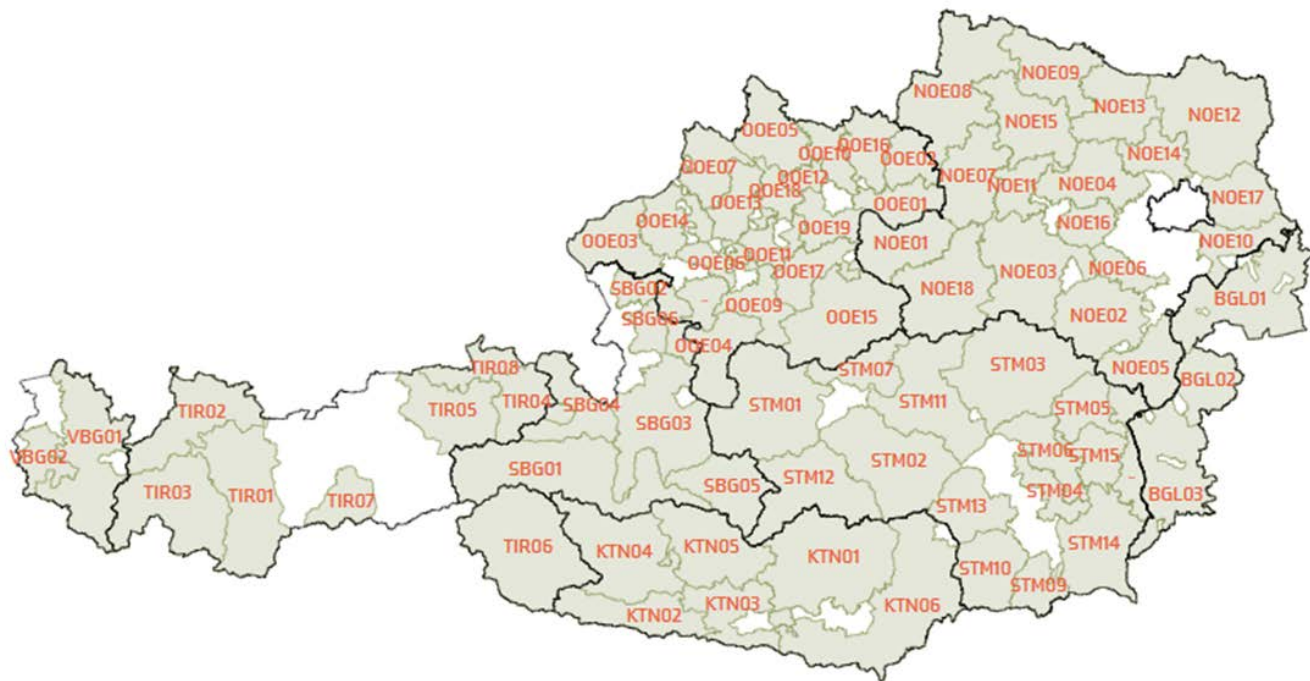 NOE09
NOE08
NOE13
NOE12
NOE15
OOE05
OOE16
OOE10
OOE02
NOE14
OOE07
OOE12
NOE07
NOE11
NOE04
OOE18
OOE13
OOE01
NOE17
OOE14
OOE19
NOE16
OOE03
NOE01
NOE10
OOE11
OOE06
OOE17
NOE03
NOE06
SBG02
NOE18
BGL01
-
OOE09
SBG06
OOE15
NOE02
OOE04
TIR08
STM07
STM03
NOE05
BGL02
TIR02
TIR05
TIR04
SBG04
STM01
STM11
STM05
VBG01
SBG03
VBG02
STM06
STM15
SBG01
STM02
STM12
-
TIR03
TIR01
TIR07
SBG05
STM04
BGL03
STM13
TIR06
KTN04
KTN05
KTN01
STM14
STM10
STM09
KTN03
KTN02
KTN06